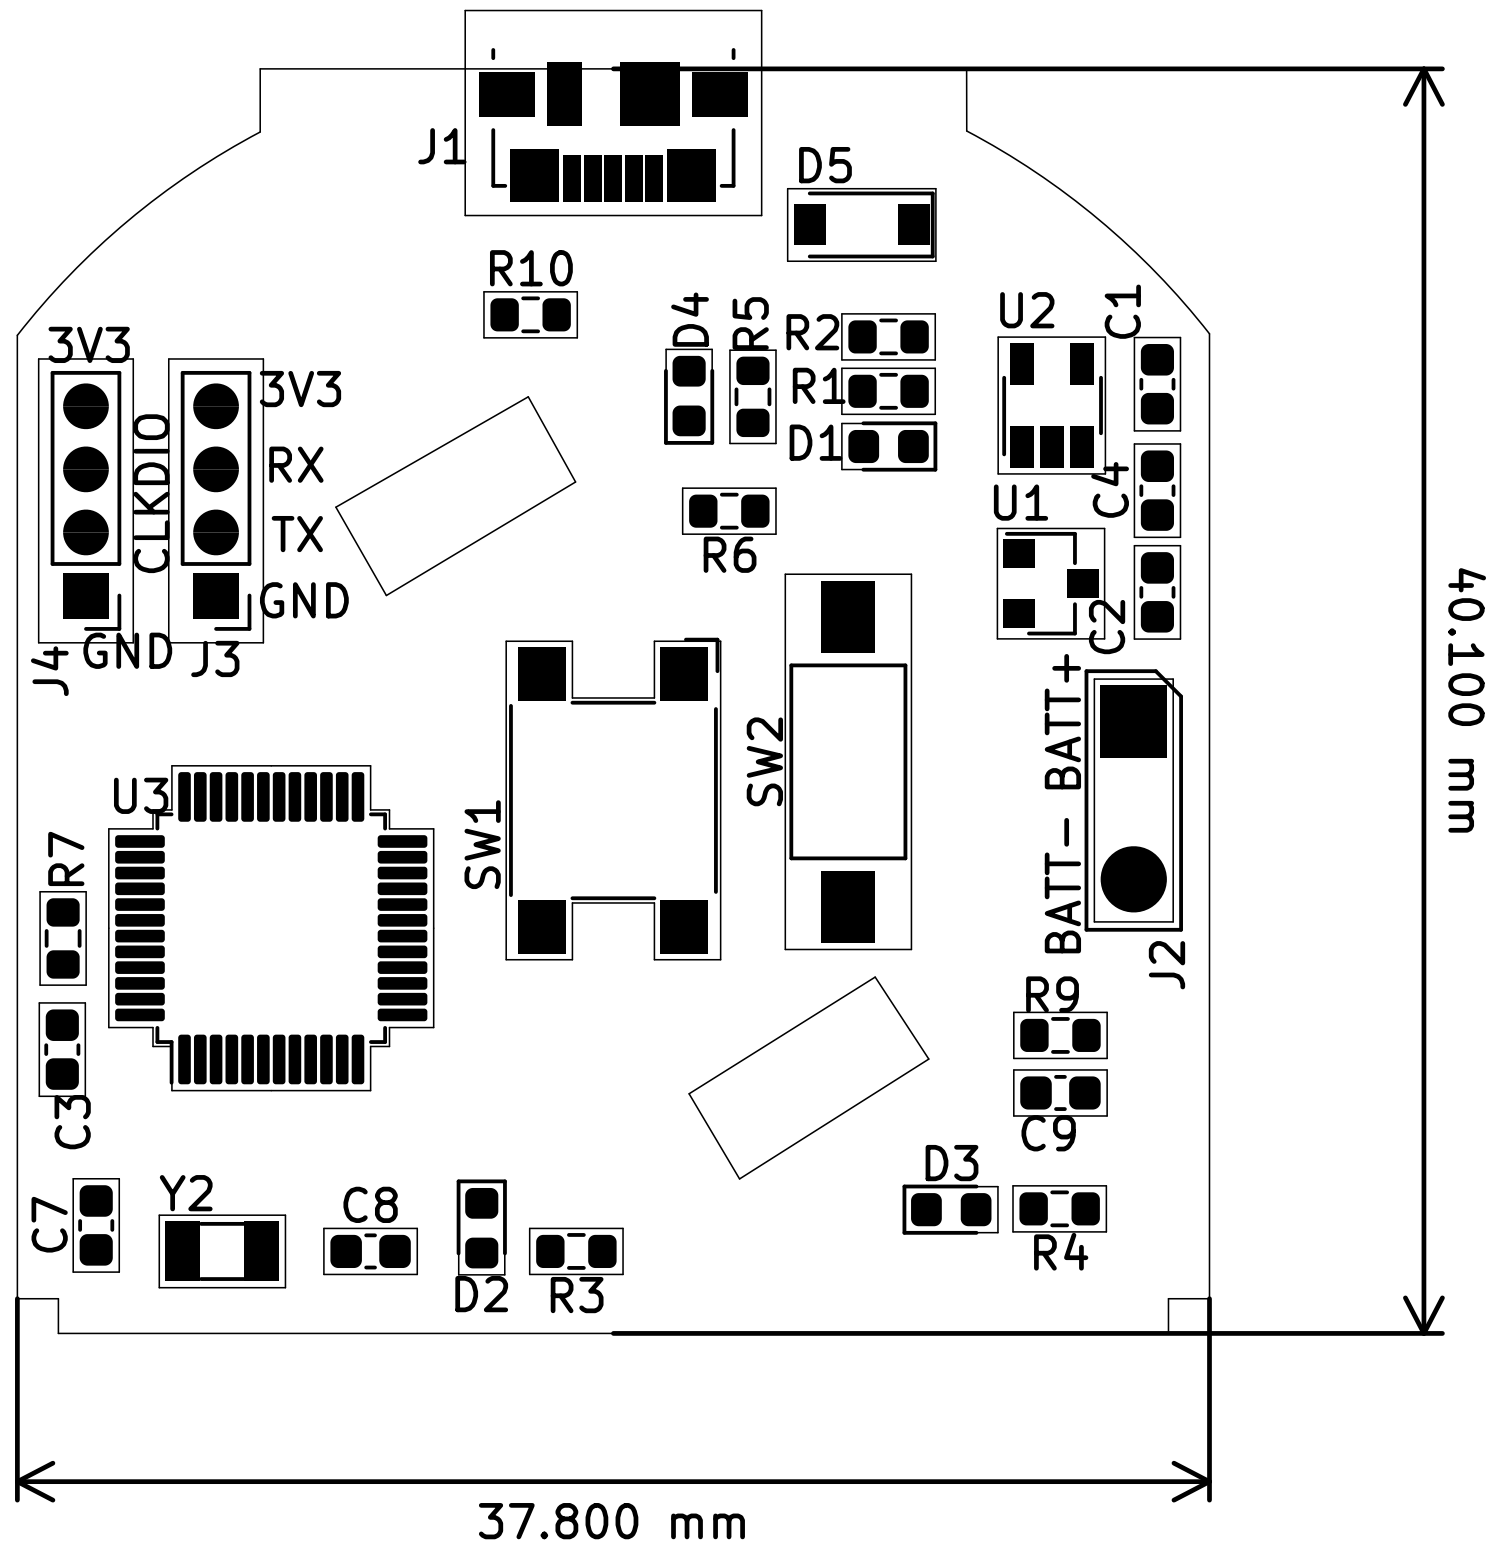 J1
D5
R10
D4
R5
R2
U2
C1
3V3
3V3
R1
CLK
DIO
RX
D1
C4
TX
U1
R6
GND
C2
GND
J3
J4
BATT+
SW2
U3
SW1
R7
BATT-
J2
R9
C3
C9
D3
Y2
C8
C7
R4
D2
R3
40.100 mm
37.800 mm